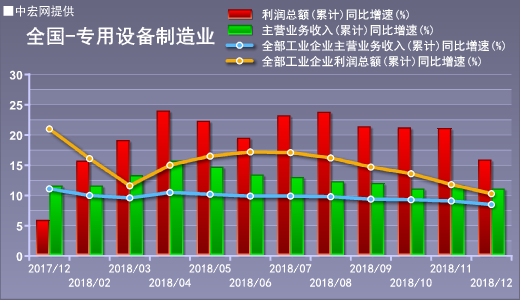 ■中宏网提供
全国-专用设备制造业
利润总额(累计)同比增速(%)
主营业务收入(累计)同比增速(%)
全部工业企业主营业务收入(累计)同比增速(%)
全部工业企业利润总额(累计)同比增速(%)
30
25
20
15
10
5
0
2017/12 2018/03 2018/05 2018/07 2018/09 2018/11
2018/02 2018/04 2018/06 2018/08 2018/10 2018/12